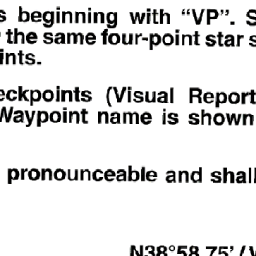 beginning with "VP". S
the same four-point star s
ints.
eckpoints (Visual Report
Waypoint name is shown
pronounceable and shall
N38°58.75'/